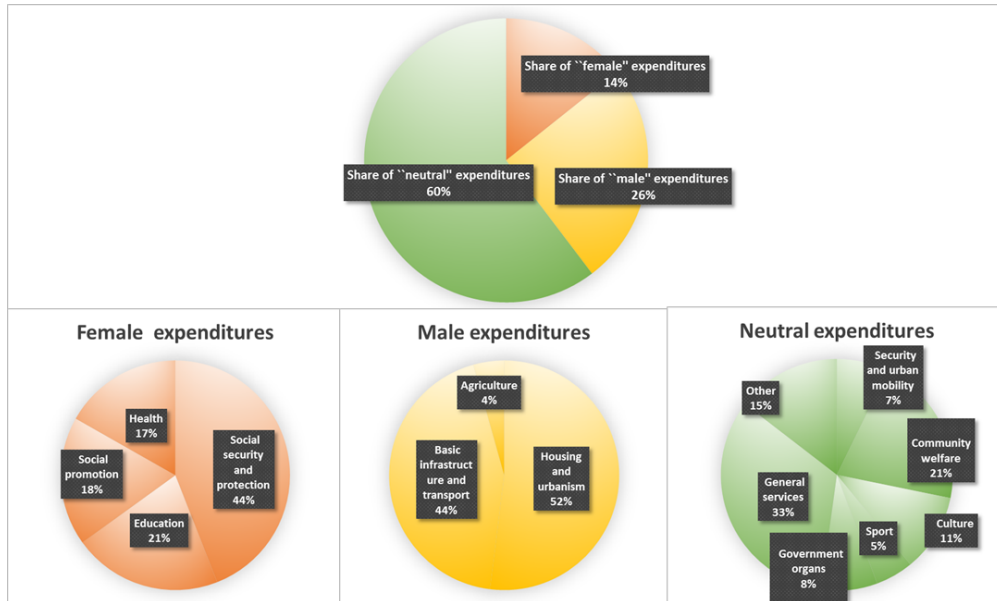 Share of ``female'' expenditures
14%
Share of ``neutral'' expenditures
60%
Share of ``male'' expenditures
26%
Female expenditures
Health
17%
Social
promotion
18%
Social
security
and
protection
44%
Education
21%
Male expenditures
Agriculture
4%
Basic
infrastruct
ure and
transport
44%
Housing
and
urbanism
52%
Neutral expenditures
Security
and urban
mobility
7%
Other
15%
Community
welfare
21%
General
services
33%
Sport
5%
Culture
11%
Government
organs
8%